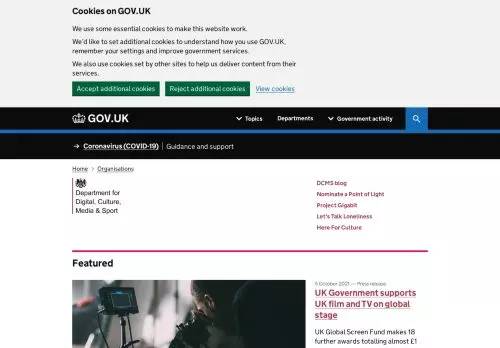 Cookies on GOV.UK
We use some essential cookies to make this website work.
We'd like to set additional cookies to understand how you use GOV.UK,
remember your settings and improve government services.
We also use cookies set by other sites to help us deliver content from their
services.
Accept additional cookies
Reject additional cookies
View cookies
GOV.UK
Topics
Departments
Government activity
→ Coronavirus (COVID-19) | Guidance and support
Home > Organisations
Department for
Digital, Culture,
Media & Sport
DCMS blog
Nominate a Point of Light
Project Gigabit
Let's Talk Loneliness
Here For Culture
Featured
5 October 2021 — Press release
UK Government supports
UK film and TV on global
stage
UK Global Screen Fund makes 18
further awards totalling almost £1